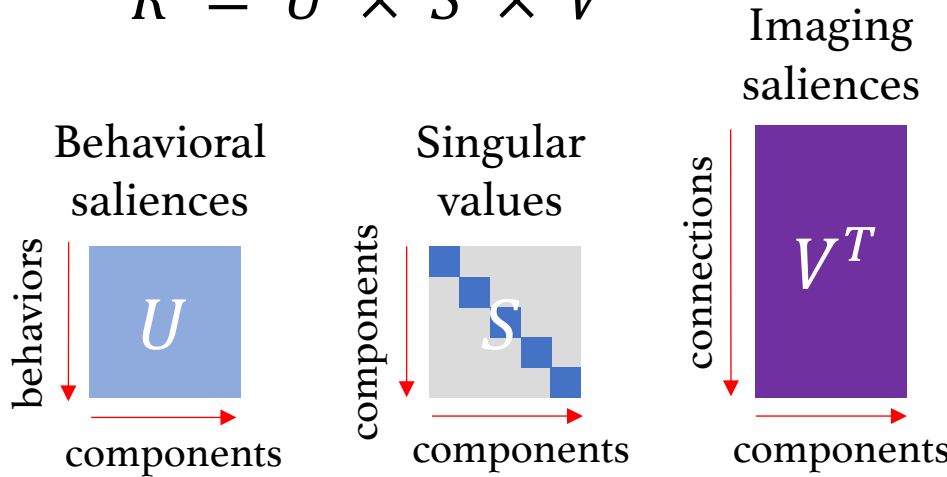 R = U × S × V
Imaging
saliences
Behavioral
saliences
Singular
values
behaviors
components
connections
U
S
V^T
components
components
components